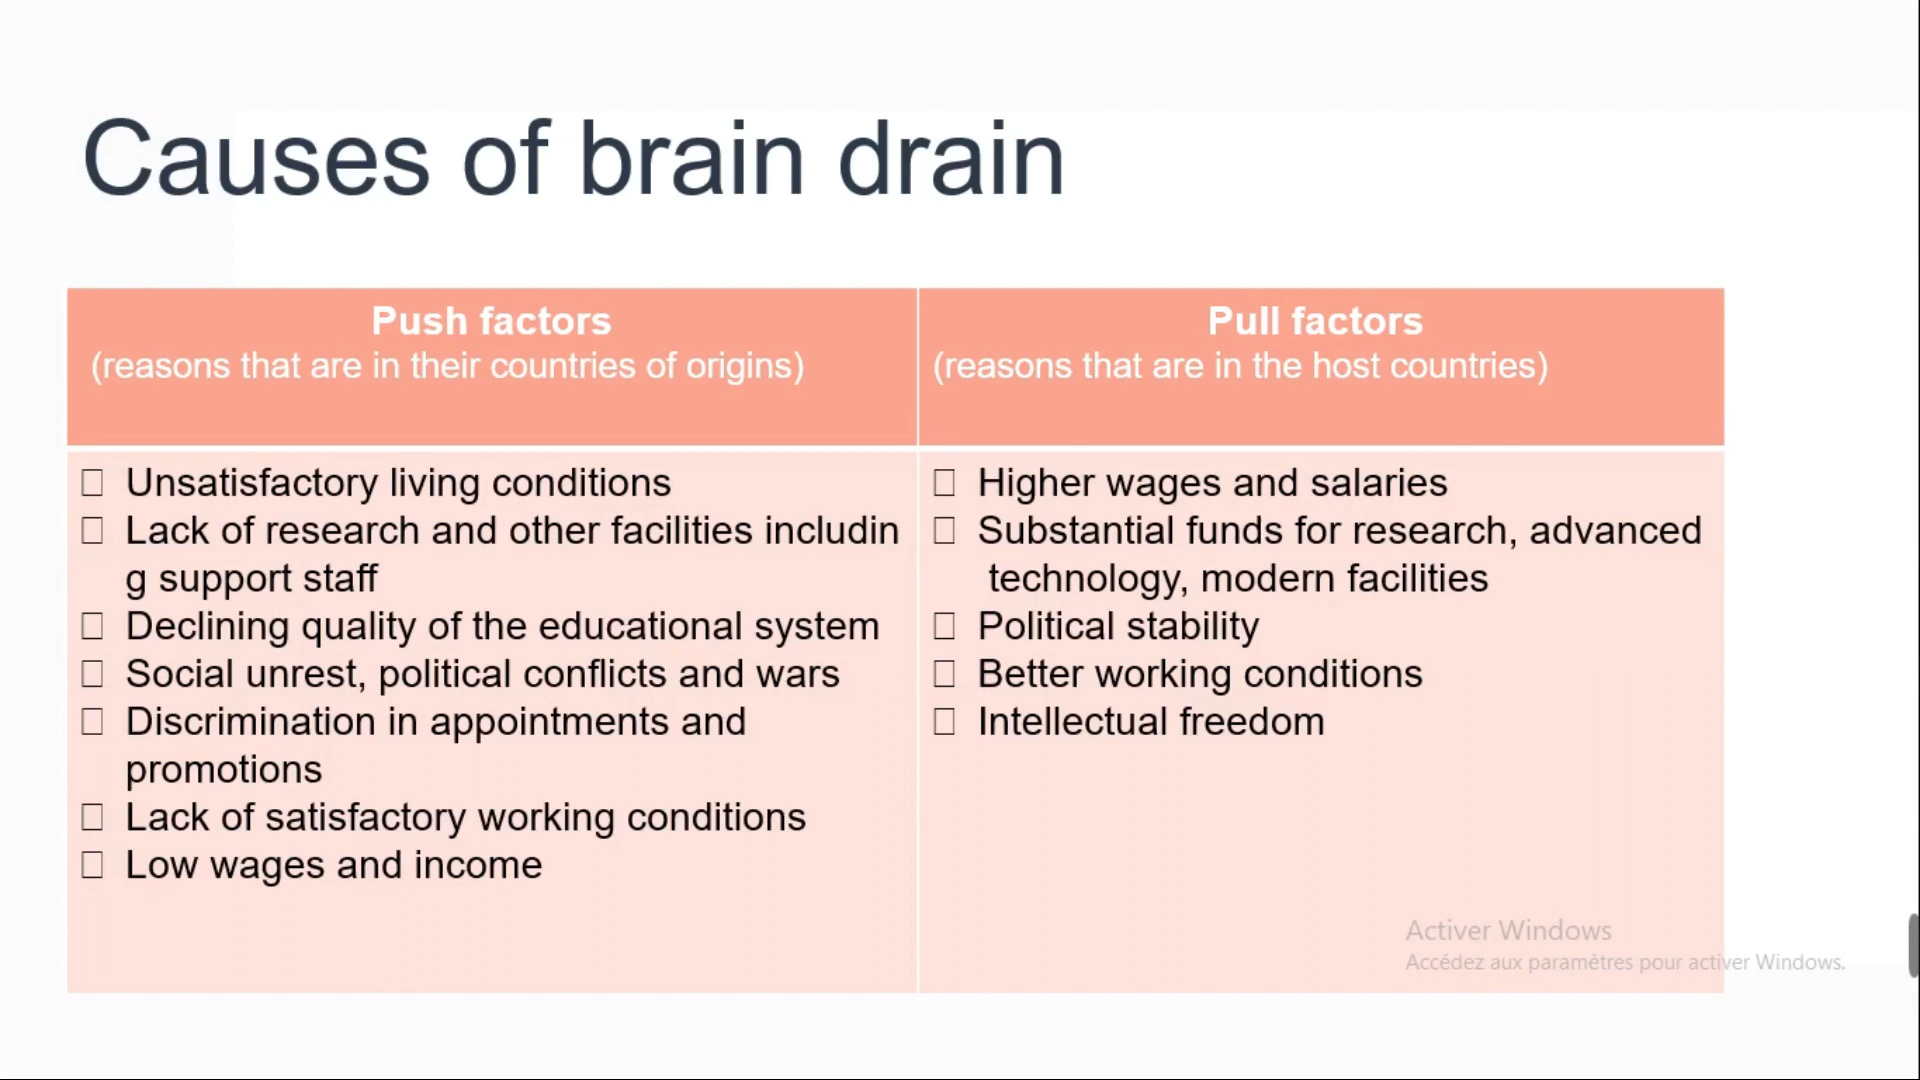 Causes of brain drain
Push factors
(reasons that are in their countries of origins)
Pull factors
(reasons that are in the host countries)
Unsatisfactory living conditions
Lack of research and other facilities includin
g support staff
Declining quality of the educational system
Social unrest, political conflicts and wars
Discrimination in appointments and
promotions
Lack of satisfactory working conditions
Low wages and income
Higher wages and salaries
Substantial funds for research, advanced
technology, modern facilities
Political stability
Better working conditions
Intellectual freedom
Activer Windows
Accédez aux paramètres pour activer Windows.